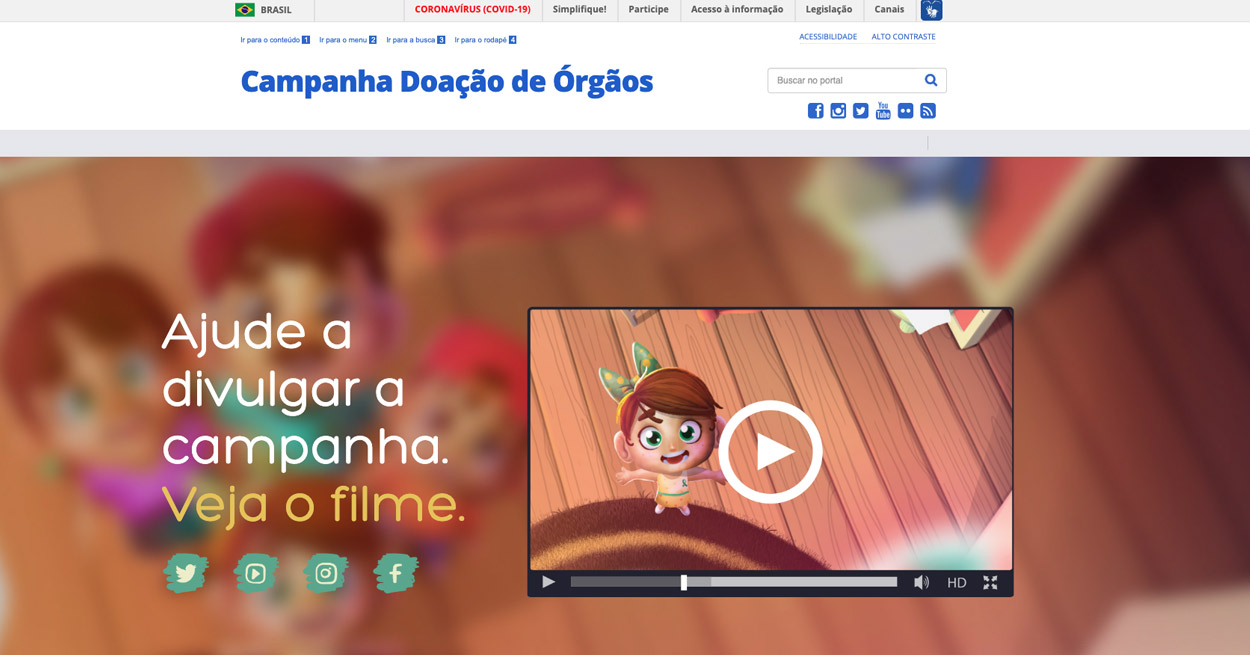 BRASIL
CORONAVÍRUS (COVID-19)
Simplifique!
Participe
Acesso à informação
Legislação
Canais
Ir para o conteúdo 1
Ir para o menu 2
Ir para a busca 3
Ir para o rodapé 4
ACESSIBILIDADE
ALTO CONTRASTE
Campanha Doação de Órgãos
Buscar no portal
You
Tube
Ajude a
divulgar a
campanha.
Veja o filme.
HD